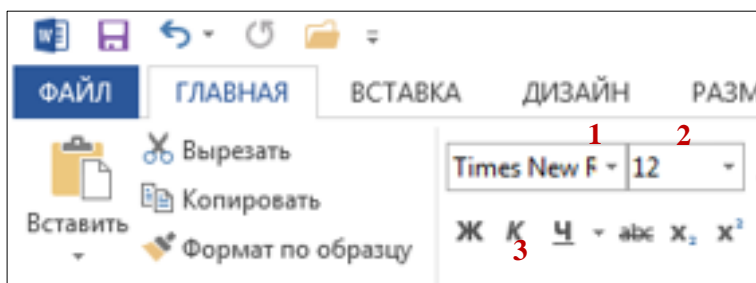 ФАЙЛ ГЛАВНАЯ ВСТАВКА ДИЗАЙН РАЗМ
1 2
Вырезать
Times New F 12
Копировать
Вставить
Ж К Ч abc x₂ x²
3
Формат по образцу